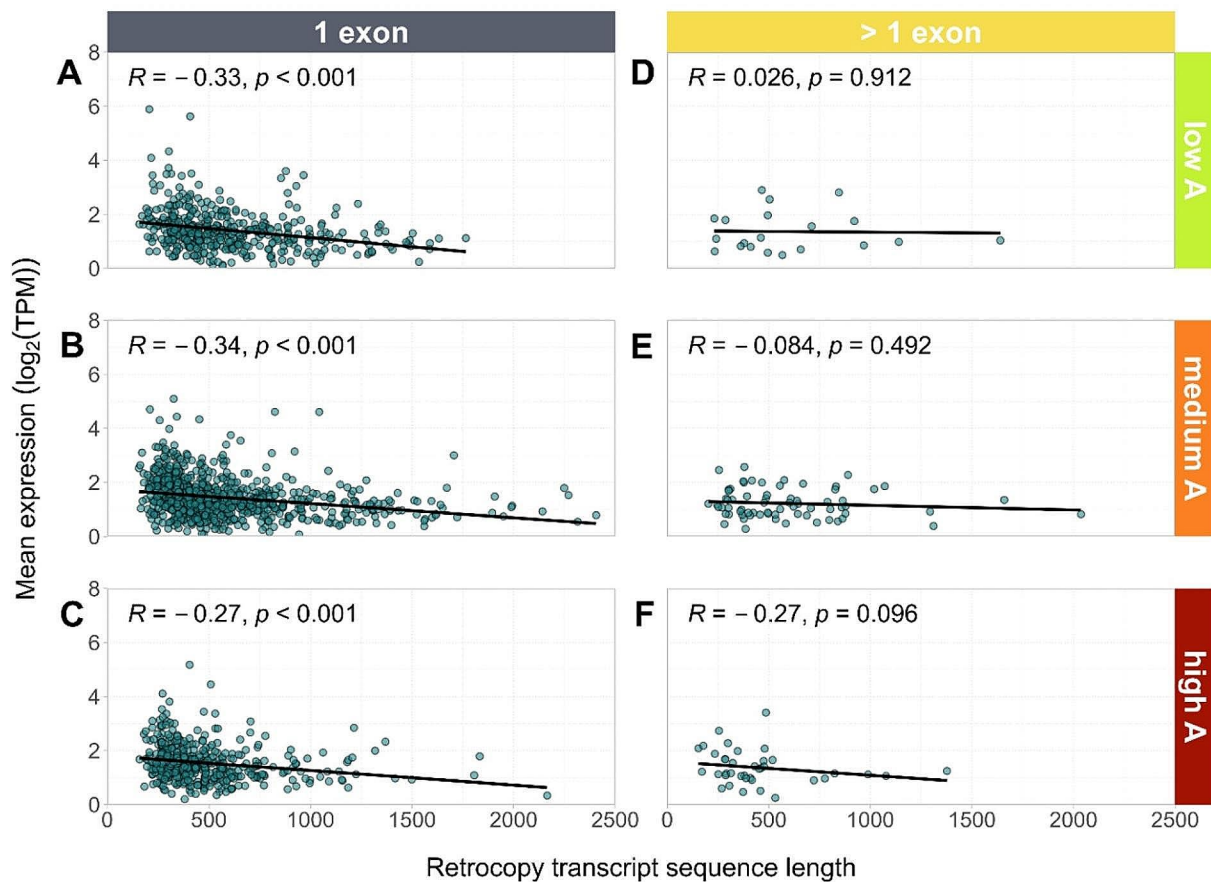 1 exon
> 1 exon
A
R = − 0.33, p < 0.001
D
R = 0.026, p = 0.912
low A
8
6
4
2
0
B
R = − 0.34, p < 0.001
E
R = − 0.084, p = 0.492
medium A
8
6
4
2
0
C
R = − 0.27, p < 0.001
F
R = − 0.27, p = 0.096
high A
8
6
4
2
0
Mean expression (log₂(TPM))
0 500 1000 1500 2000 2500 0 500 1000 1500 2000 2500
Retrocopy transcript sequence length